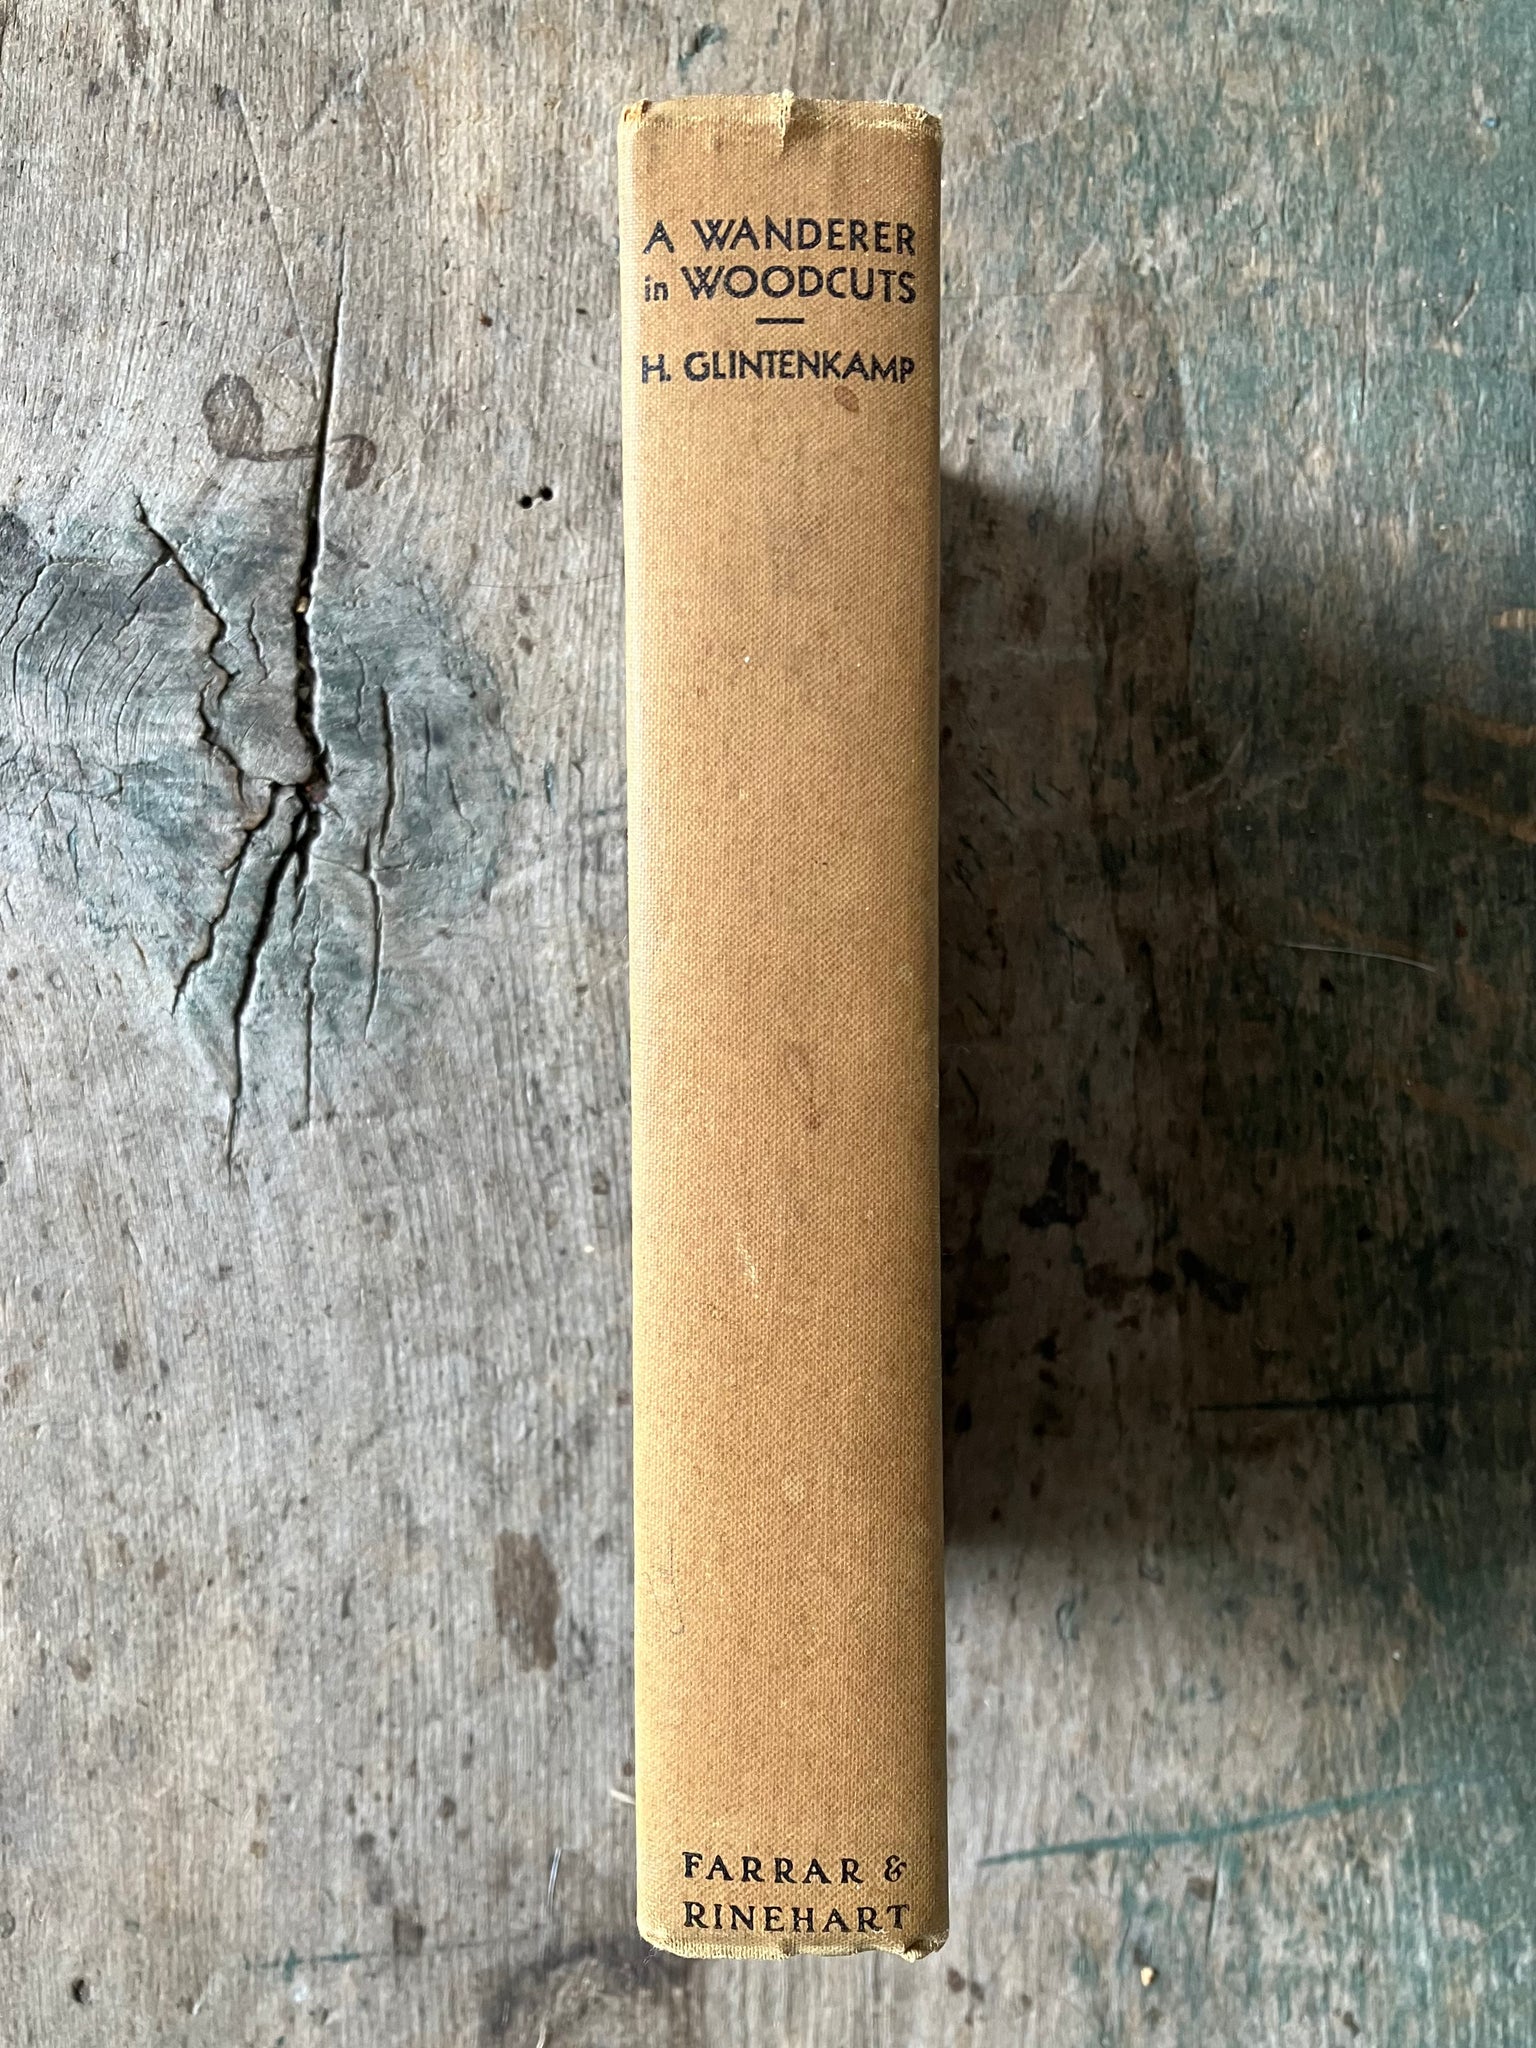 A WANDERER
in WOODCUTS
H. GLINTENKAMP
FARRAR &
RINEHART